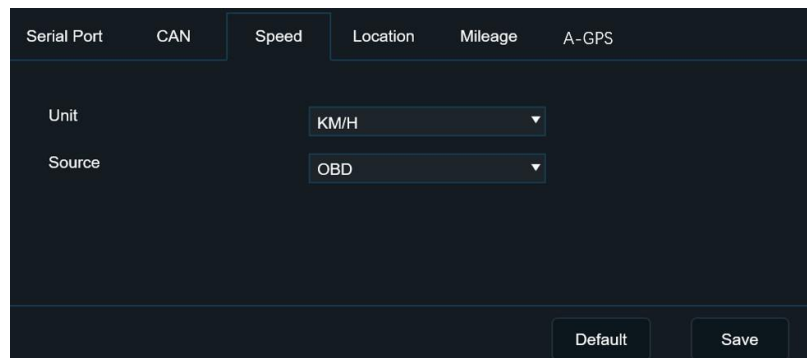 Serial Port CAN Speed Location Mileage A-GPS
Unit KM/H
Source OBD
Default Save